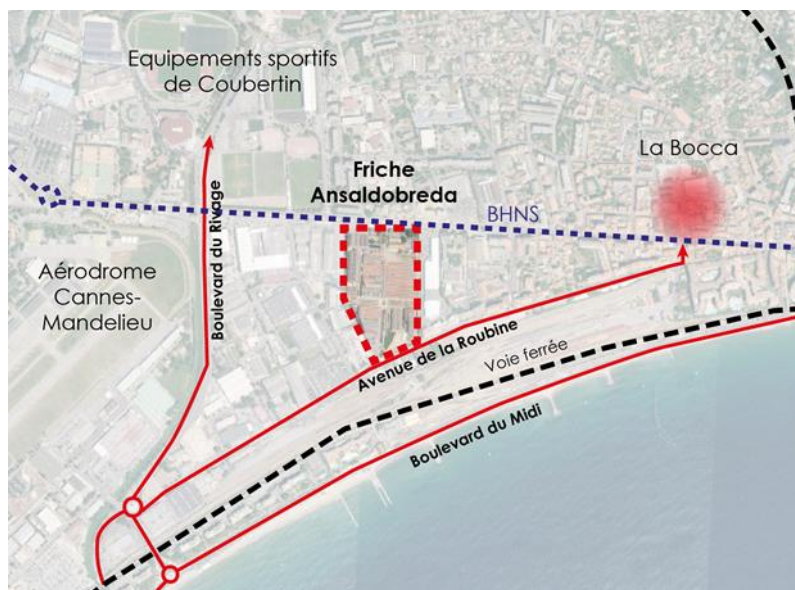 Equipements sportifs
de Coubertin
Friche
Ansaldobreda
La Bocca
BHNS
Boulevard du Rivage
Aérodrome
Cannes-
Mandelieu
Avenue de la Roubine
Voie ferrée
Boulevard du Midi